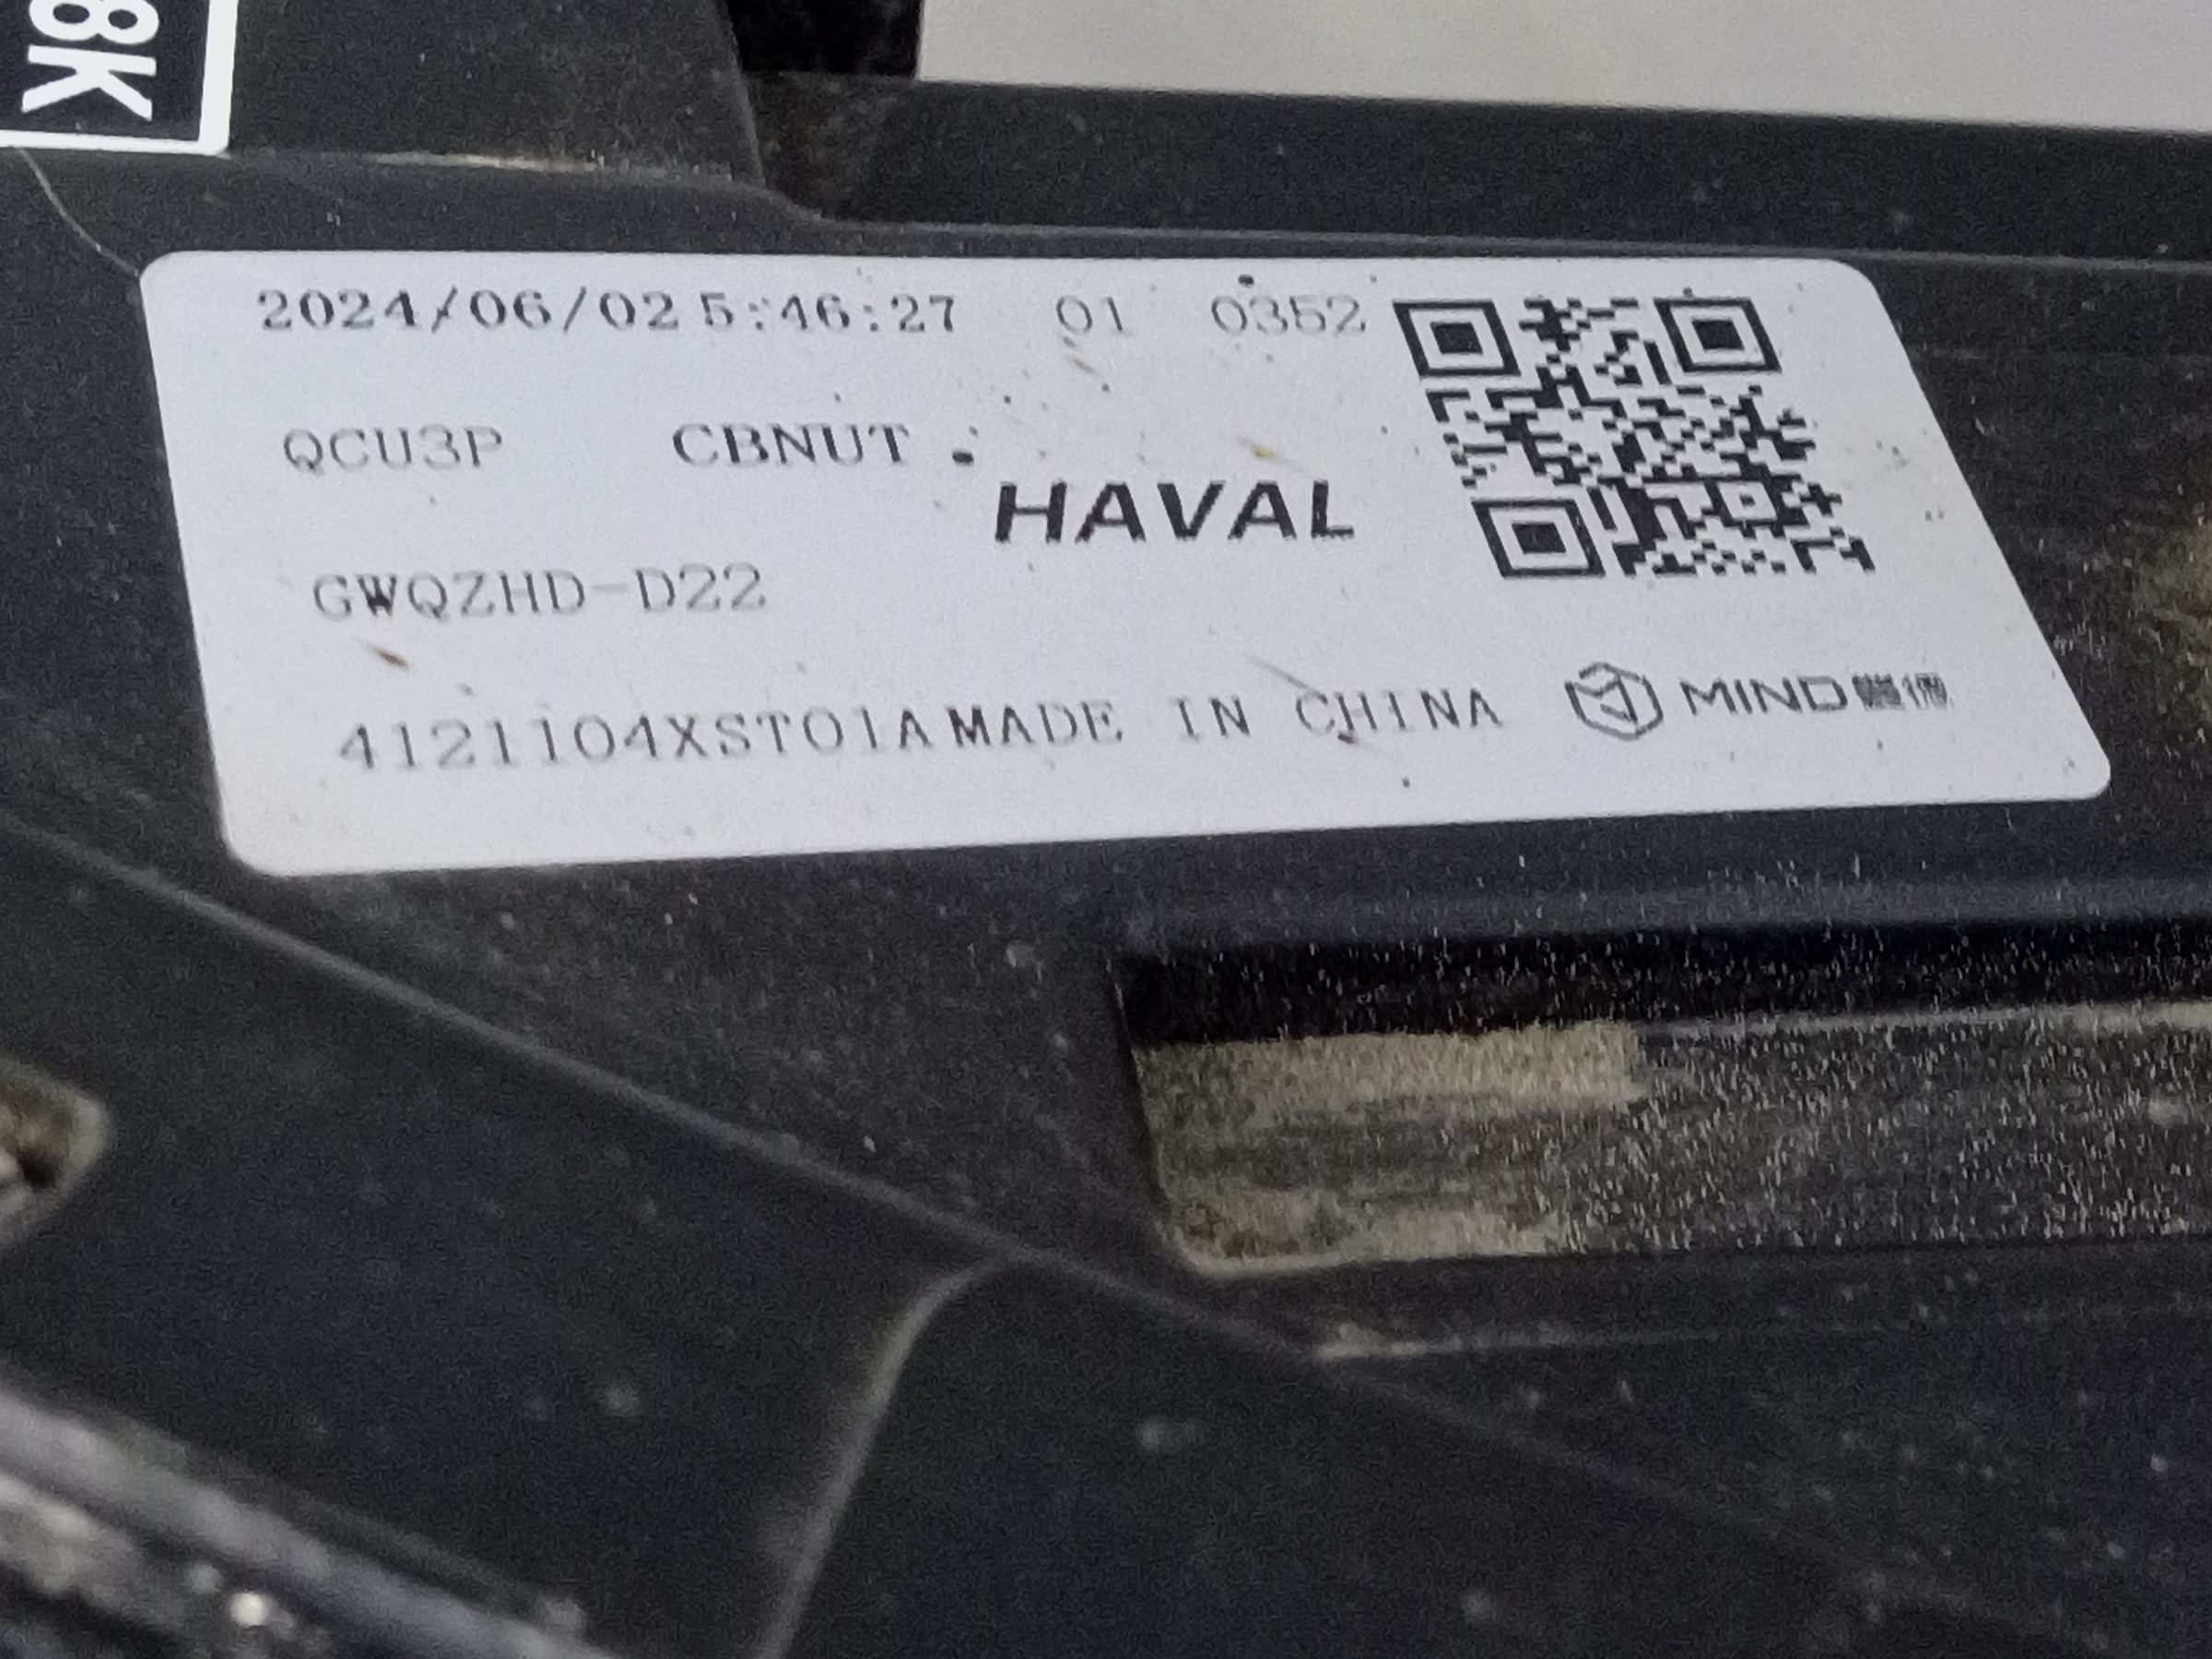 8K
2024/06/02 5:46:27 01 0352
QCU3P CBNUT
HAVAL
GWQZHD-D22
4121104XST01A MADE IN CHINA MIND